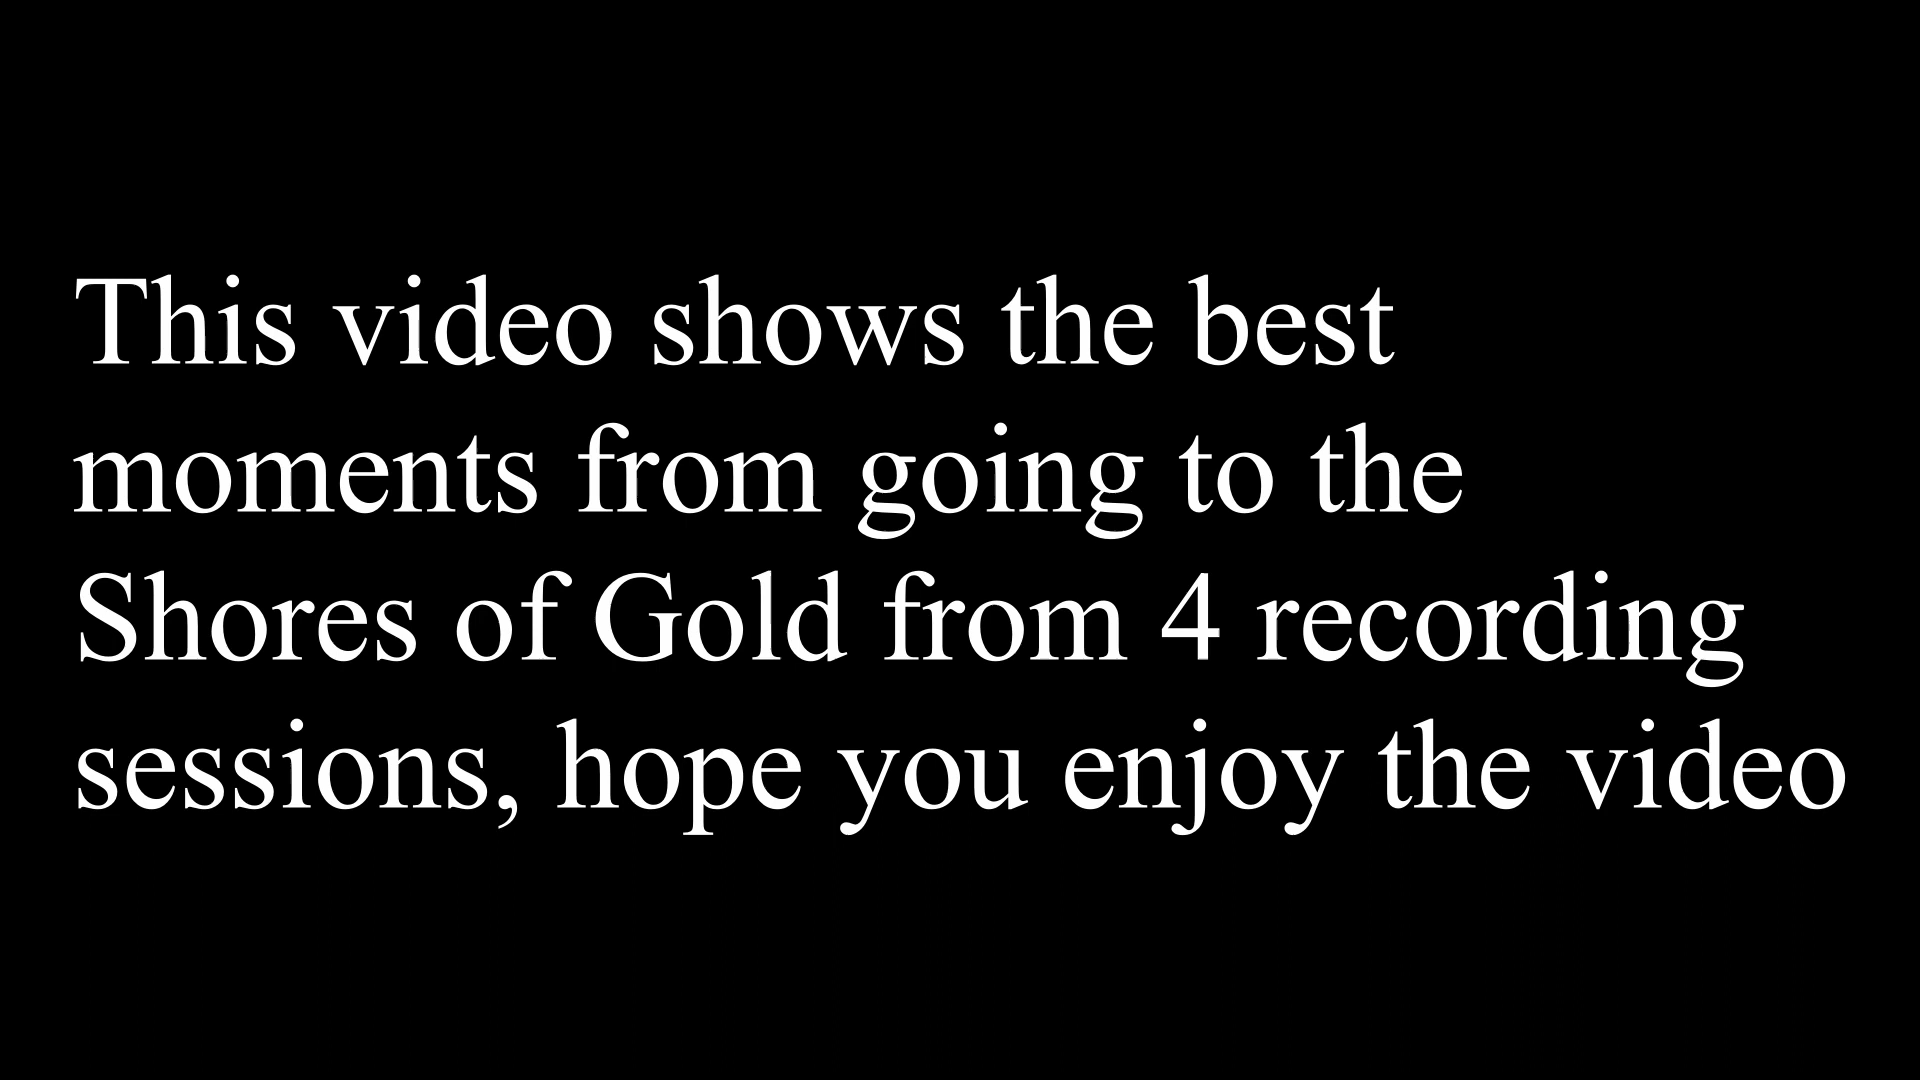 This video shows the best
moments from going to the
Shores of Gold from 4 recording
sessions, hope you enjoy the video